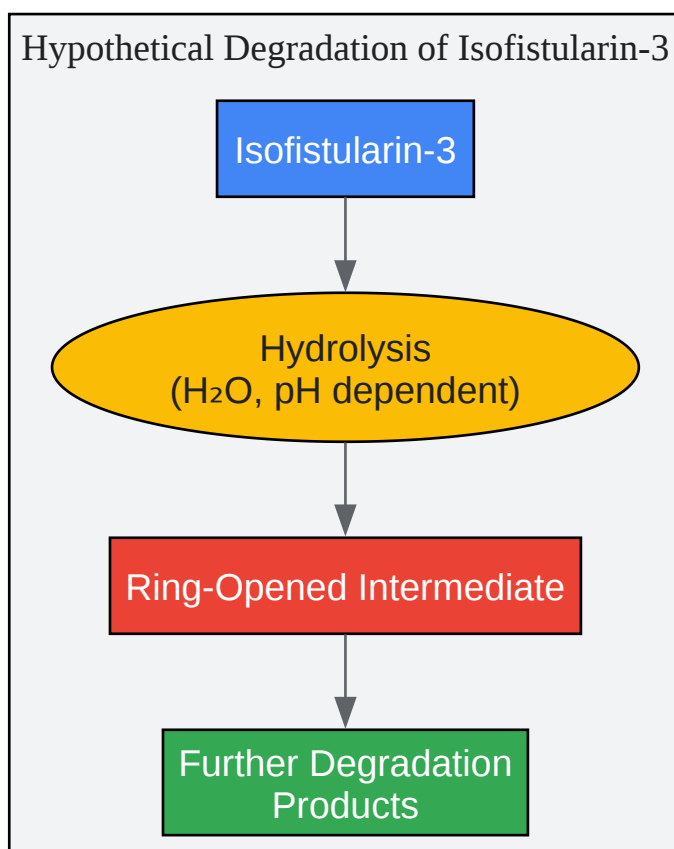 Hypothetical Degradation of Isofistularin-3
Isofistularin-3
Hydrolysis
(H₂O, pH dependent)
Ring-Opened Intermediate
Further Degradation
Products